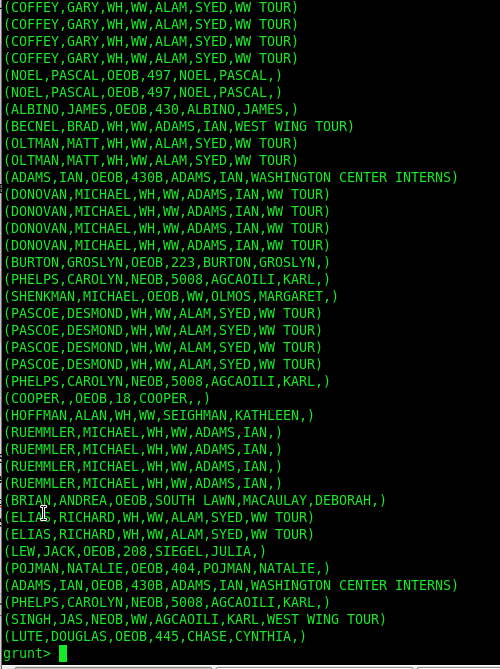 (COFFEY,GARY,WH,WW,ALAM,SYED,WW TOUR)
(COFFEY,GARY,WH,WW,ALAM,SYED,WW TOUR)
(COFFEY,GARY,WH,WW,ALAM,SYED,WW TOUR)
(COFFEY,GARY,WH,WW,ALAM,SYED,WW TOUR)
(NOEL,PASCAL,OEOB,497,NOEL,PASCAL,)
(NOEL,PASCAL,OEOB,497,NOEL,PASCAL,)
(ALBINO,JAMES,OEOB,430,ALBINO,JAMES,)
(BECNEL,BRAD,WH,WW,ADAMS,IAN,WEST WING TOUR)
(OLTMAN,MATT,WH,WW,ALAM,SYED,WW TOUR)
(OLTMAN,MATT,WH,WW,ALAM,SYED,WW TOUR)
(ADAMS,IAN,OEOB,430B,ADAMS,IAN,WASHINGTON CENTER INTERNS)
(DONOVAN,MICHAEL,WH,WW,ADAMS,IAN,WW TOUR)
(DONOVAN,MICHAEL,WH,WW,ADAMS,IAN,WW TOUR)
(DONOVAN,MICHAEL,WH,WW,ADAMS,IAN,WW TOUR)
(DONOVAN,MICHAEL,WH,WW,ADAMS,IAN,WW TOUR)
(BURTON,GROSLYN,OEOB,223,BURTON,GROSLYN,)
(PHELPS,CAROLYN,NEOB,5008,AGCAOILI,KARL,)
(SHENKMAN,MICHAEL,OEOB,WW,OLMOS,MARGARET,)
(PASCOE,DESMOND,WH,WW,ALAM,SYED,WW TOUR)
(PASCOE,DESMOND,WH,WW,ALAM,SYED,WW TOUR)
(PASCOE,DESMOND,WH,WW,ALAM,SYED,WW TOUR)
(PASCOE,DESMOND,WH,WW,ALAM,SYED,WW TOUR)
(PHELPS,CAROLYN,NEOB,5008,AGCAOILI,KARL,)
(COOPER,,OEOB,18,COOPER,,)
(HOFFMAN,ALAN,WH,WW,SEIGHMAN,KATHLEEN,)
(RUEMMLER,MICHAEL,WH,WW,ADAMS,IAN,)
(RUEMMLER,MICHAEL,WH,WW,ADAMS,IAN,)
(RUEMMLER,MICHAEL,WH,WW,ADAMS,IAN,)
(RUEMMLER,MICHAEL,WH,WW,ADAMS,IAN,)
(BRIAN,ANDREA,OEOB,SOUTH LAWN,MACAULAY,DEBORAH,)
(ELIAS,RICHARD,WH,WW,ALAM,SYED,WW TOUR)
(ELIAS,RICHARD,WH,WW,ALAM,SYED,WW TOUR)
(LEW,JACK,OEOB,208,SIEGEL,JULIA,)
(POJMAN,NATALIE,OEOB,404,POJMAN,NATALIE,)
(ADAMS,IAN,OEOB,430B,ADAMS,IAN,WASHINGTON CENTER INTERNS)
(PHELPS,CAROLYN,NEOB,5008,AGCAOILI,KARL,)
(SINGH,JAS,NEOB,WW,AGCAOILI,KARL,WEST WING TOUR)
(LUTE,DOUGLAS,OEOB,445,CHASE,CYNTHIA,)
grunt>